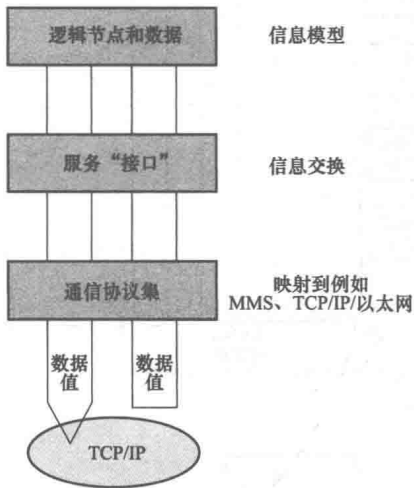 逻辑节点和数据
信息模型
服务“接口”
信息交换
通信协议集
映射到例如
MMS、TCP/IP/以太网
数据
值
数据
值
TCP/IP